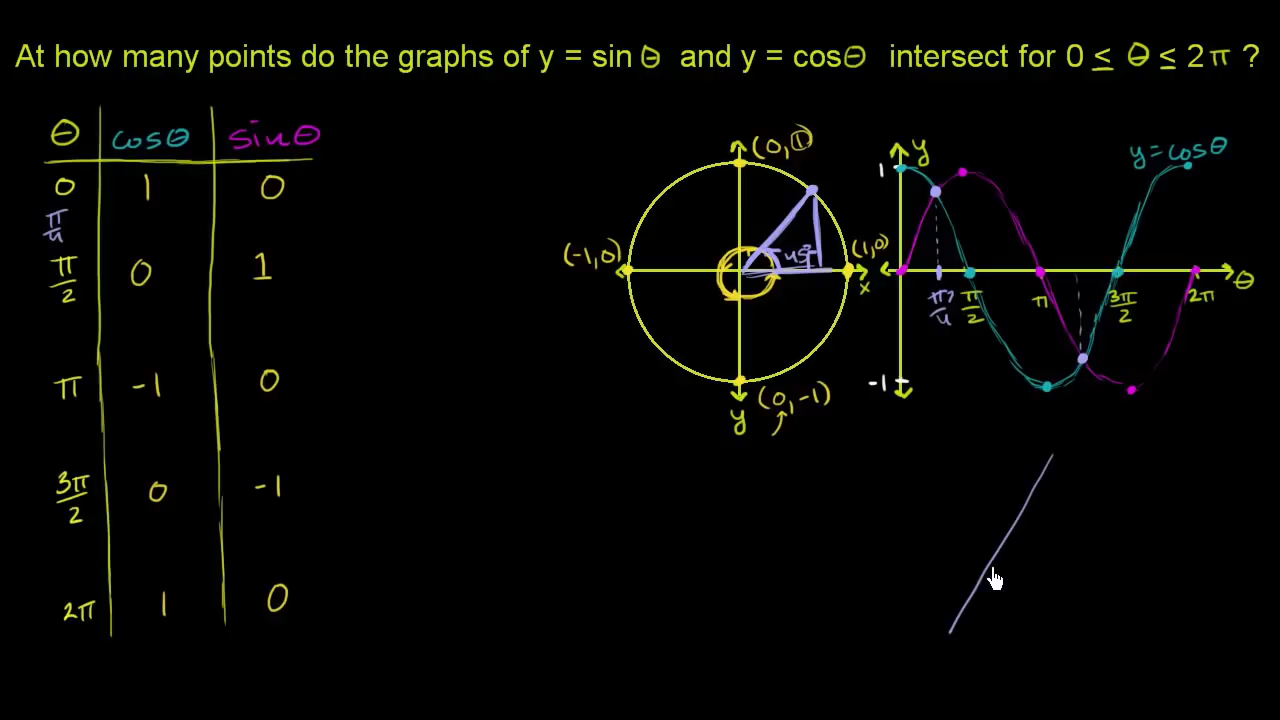 At how many points do the graphs of y = sin θ and y = cosθ intersect for 0 ≤ θ ≤ 2π ?
θ cosθ sinθ
0 1 0
π/4
π/2 0 1
π -1 0
3π/2 0 -1
2π 1 0
(0, 1)
(-1, 0)
45°
(1, 0)
x
(0, -1)
y
y
y = cosθ
1
-1
π/4 ?
π/2
π
3π/2
2π
θ